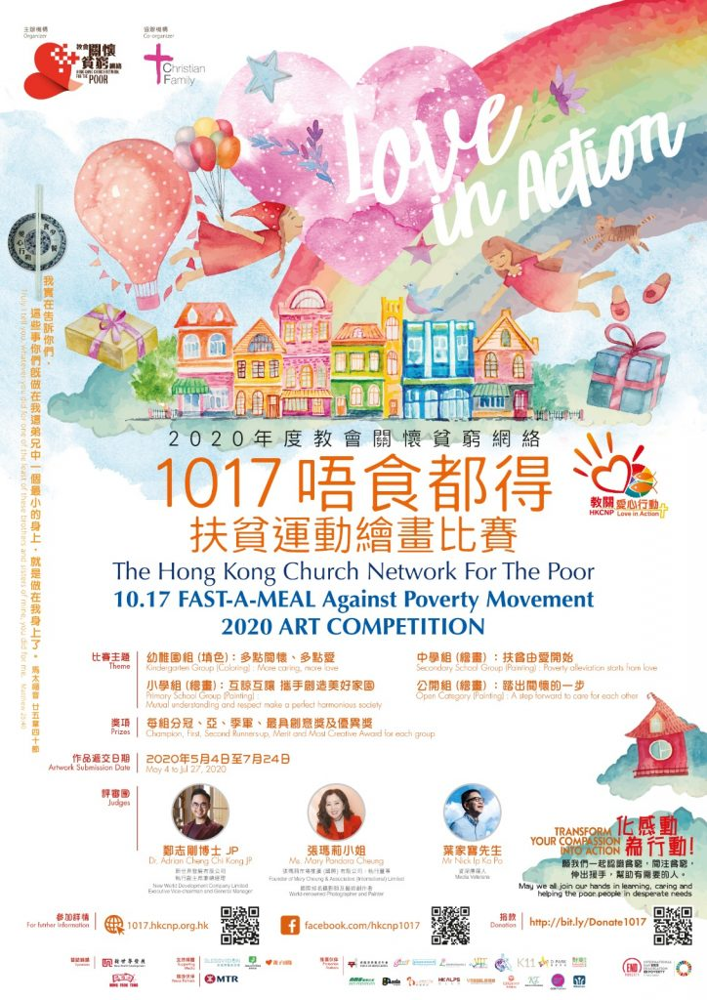 主辦機構
Organizer
協辦機構
Co-organizer
教會關懷
貧窮網絡
HONG KONG CHURCH NETWORK
FOR THE POOR
Christian
Family
Love
in Action
我實在告訴你們，
這些事你們既做在我這弟兄中一個最小的身上，就是做在我身上了。馬太福音 廿五章四十節
Truly I tell you, whatever you did for one of the least of these brothers and sisters of mine, you did for me. Matthew 25:40
2020年度教會關懷貧窮網絡
1017 唔食都得
扶貧運動繪畫比賽
教關愛心行動
HKCNP Love in Action
The Hong Kong Church Network For The Poor
10.17 FAST-A-MEAL Against Poverty Movement
2020 ART COMPETITION
比賽主題
Theme
幼稚園組 (填色)：多點關懷、多點愛
Kindergarten Group (Coloring) : More caring, more love
小學組 (繪畫)：互諒互讓 攜手創造美好家園
Primary School Group (Painting) :
Mutual understanding and respect make a perfect harmonious society
中學組 (繪畫)：扶貧由愛開始
Secondary School Group (Painting) : Poverty alleviation starts from love
公開組 (繪畫)：踏出關懷的一步
Open Category (Painting) : A step forward to care for each other
獎項
Prizes
每組分冠、亞、季軍、最具創意獎及優異獎
Champion, First, Second Runners-up, Merit and Most Creative Award for each group
作品遞交日期
Artwork Submission Date
2020年5月4日至7月24日
May 4 to Jul 27, 2020
評審團
Judges
鄭志剛博士 JP
Dr. Adrian Cheng Chi Kong JP
新世界發展有限公司
執行副主席兼總經理
New World Development Company Limited
Executive Vice-chairman and General Manager
張瑪莉小姐
Ms. Mary Pandora Cheung
Founder of Mary Cheung & Associates (International) Limited
World-renowned Photographer and Painter
葉家寶先生
Mr Nick Ip Ka Po
資深傳媒人
Media Veterans
TRANSFORM
YOUR COMPASSION
INTO ACTION
化感動
為行動!
願我們一起認識貧窮，關注貧窮，
伸出援手，幫助有需要的人。
May we all join our hands in learning, caring and
helping the poor people in desperate needs
參加詳情
For further information
1017.hkcnp.org.hk
facebook.com/hkcnp1017
捐款
Donation
http://bit.ly/Donate1017
新世界發展
HUNG FOOK TONG
Supporting
Media
MTR
K11
D PARK
HKALPS
END
POVERTY